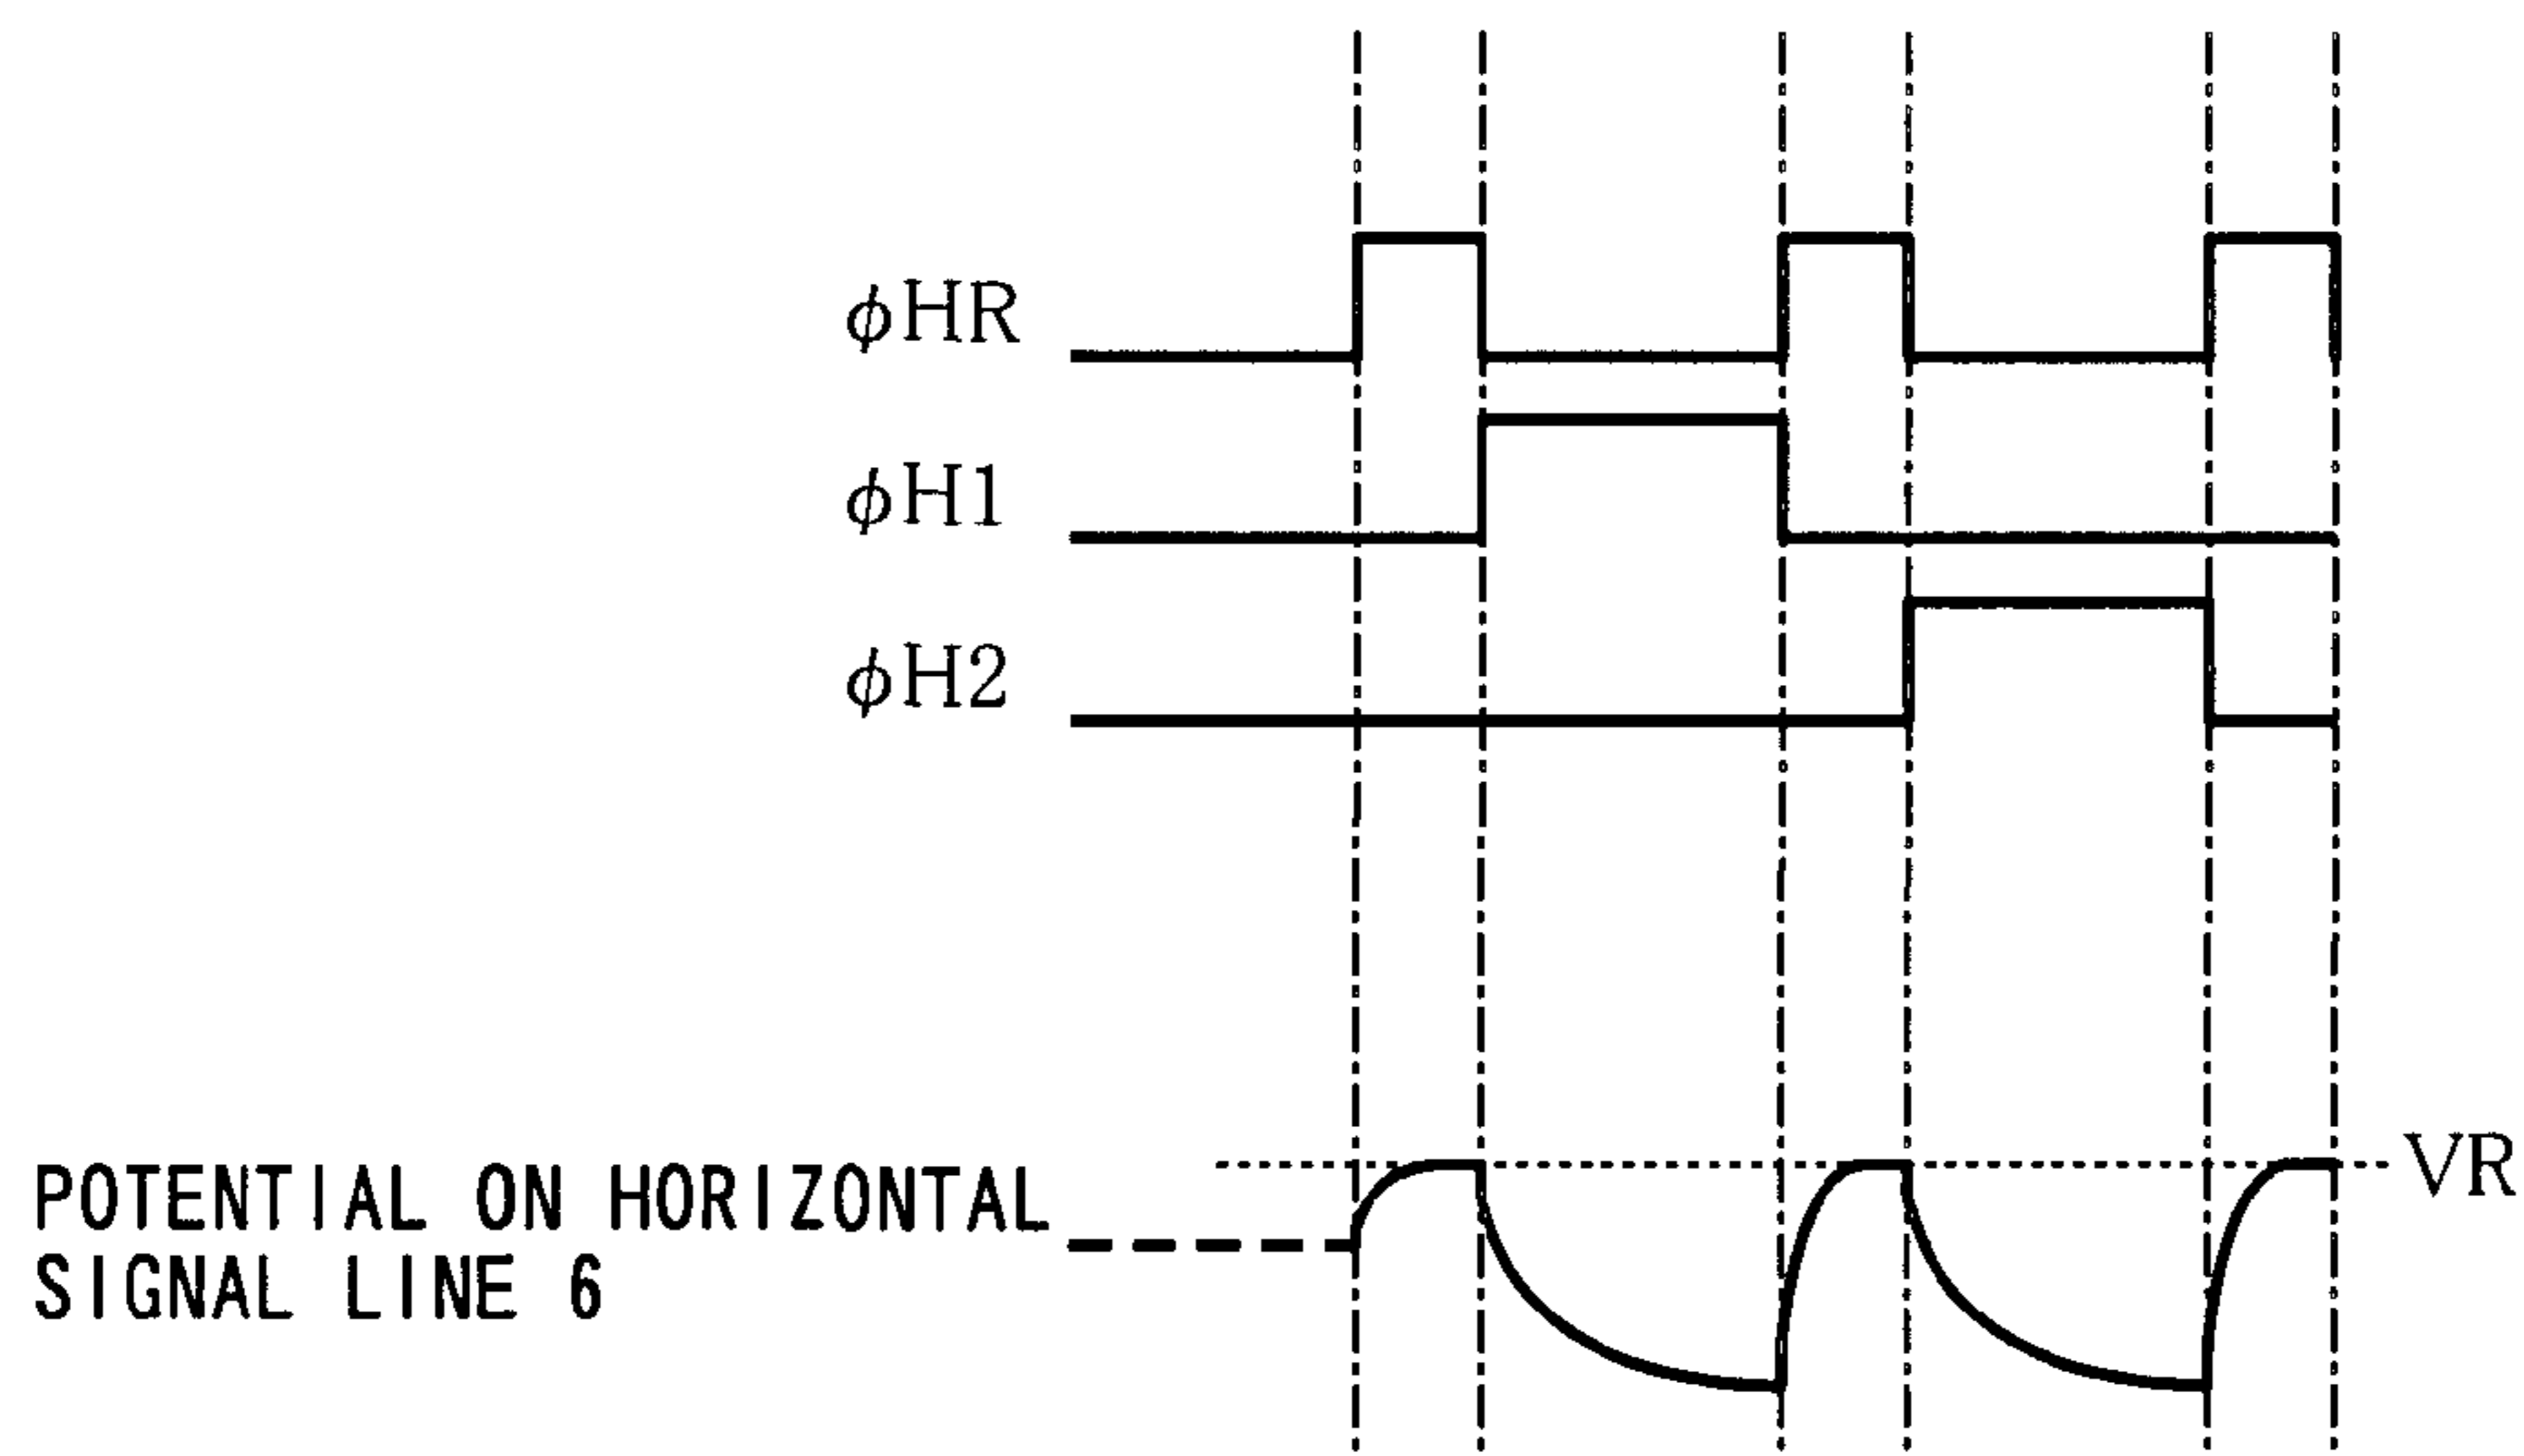 φHR
φH1
φH2
VR
POTENTIAL ON HORIZONTAL
SIGNAL LINE 6